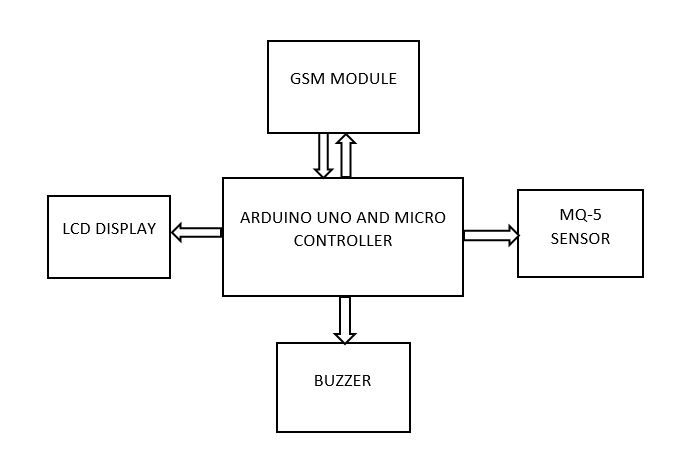 GSM MODULE
ARDUINO UNO AND MICRO
CONTROLLER
LCD DISPLAY
MQ-5
SENSOR
BUZZER